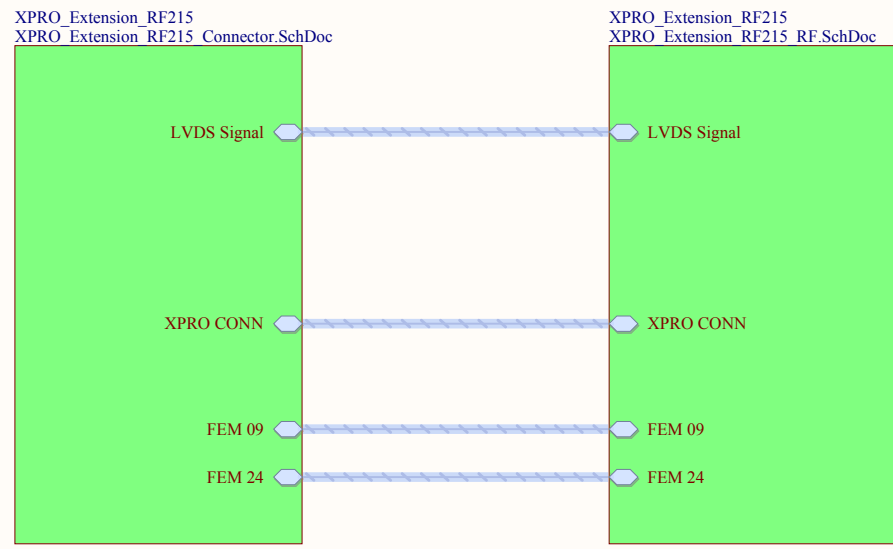 XPRO_Extension_RF215
XPRO_Extension_RF215_Connector.SchDoc
LVDS Signal
XPRO CONN
FEM 09
FEM 24
XPRO_Extension_RF215
XPRO_Extension_RF215_RF.SchDoc
LVDS Signal
XPRO CONN
FEM 09
FEM 24